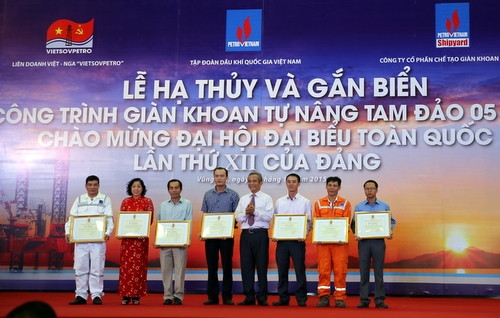 VIETSOVPETRO
LIÊN DOANH VIỆT - NGA "VIETSOVPETRO"
PETROVIETNAM
TẬP ĐOÀN DẦU KHÍ QUỐC GIA VIỆT NAM
PETROVIETNAM
Shipyard
CÔNG TY CỔ PHẦN CHẾ TẠO GIÀN KHOAN
LỄ HẠ THỦY VÀ GẮN BIỂN
CÔNG TRÌNH GIÀN KHOAN TỰ NÂNG TAM ĐẢO 05
CHÀO MỪNG ĐẠI HỘI ĐẠI BIỂU TOÀN QUỐC
LẦN THỨ XII CỦA ĐẢNG
Vũng ngày